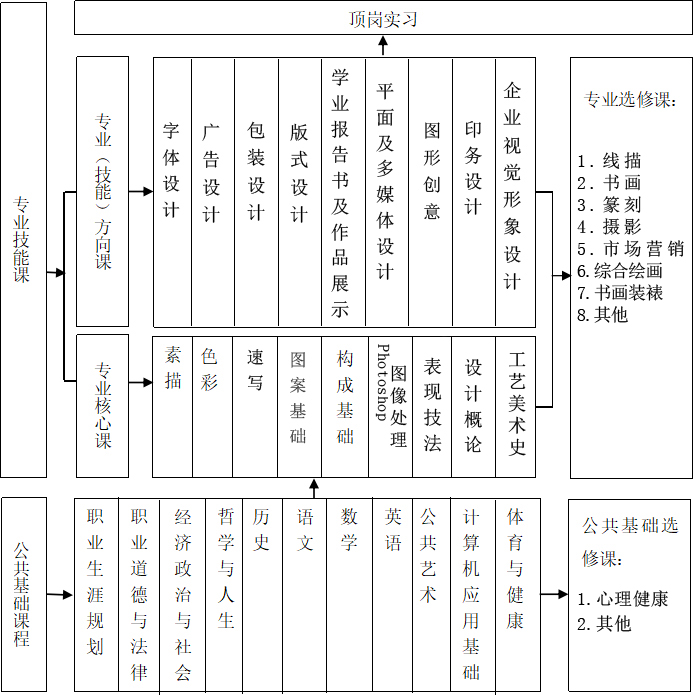 顶岗实习
专业技能课
专业（技能）方向课
字体设计
广告设计
包装设计
版式设计
学业报告书及作品展示
平面及多媒体设计
图形创意
印务设计
企业视觉形象设计
专业选修课：
1．线描
2．书画
3．篆刻
4．摄影
5．市场营销
6.综合绘画
7.书画装裱
8.其他
专业核心课
素描
色彩
速写
图案基础
构成基础
Photoshop
图像处理
表现技法
设计概论
工艺美术史
公共基础课程
职业生涯规划
职业道德与法律
经济政治与社会
哲学与人生
历史
语文
数学
英语
公共艺术
计算机应用基础
体育与健康
公共基础选
修课：
1.心理健康
2.其他